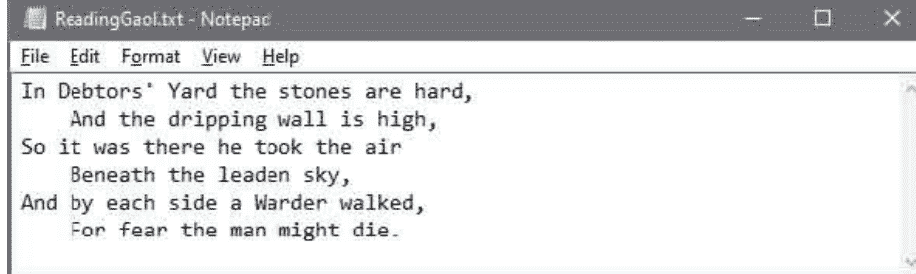 ReadingGaol.txt - Notepad
File Edit Format View Help
In Debtors' Yard the stones are hard,
And the dripping wall is high,
So it was there he took the air
Beneath the leaden sky,
And by each side a Warder walked,
For fear the man might die.